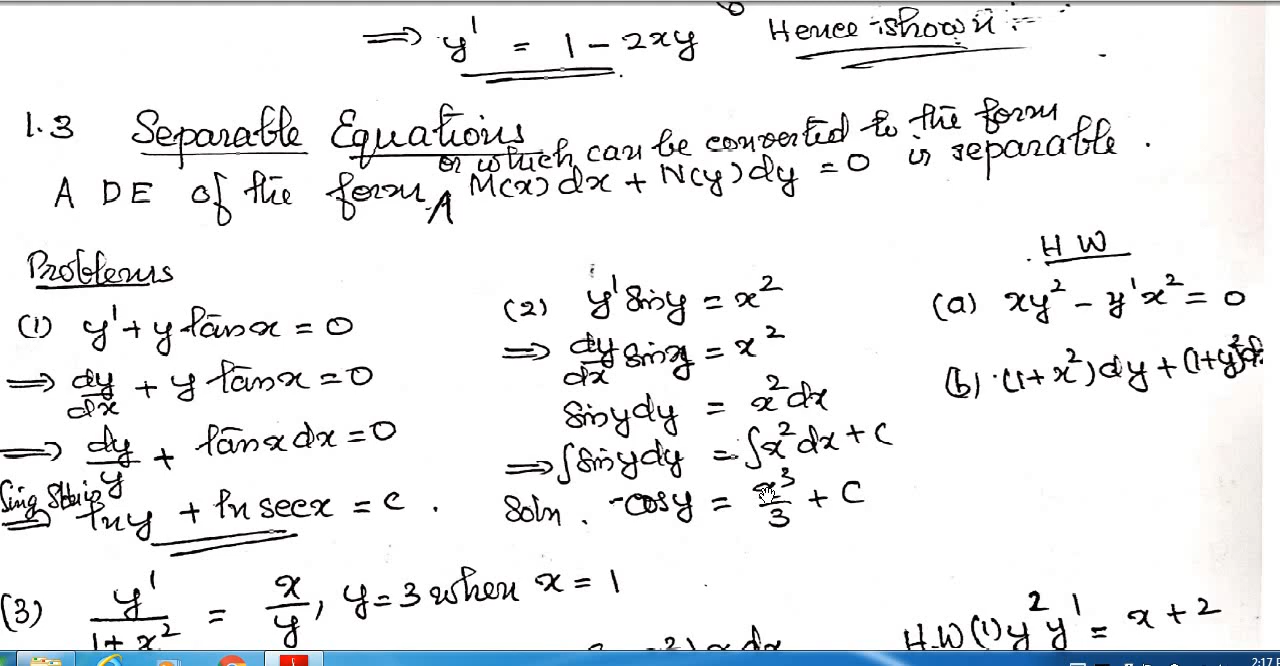 ⟹ y' = 1 - 2xy Hence shown
1.3 Separable Equations
or which can be converted to the form
A DE of the form ∧ M(x) dx + N(y) dy = 0 is separable.
Problems
(1) y' + y tan x = 0
⟹ dy/dx + y tan x = 0
⟹ dy/y + tan x dx = 0
⟹ ln y + ln sec x = c.
(2) y' sin y = x²
⟹ dy/dx sin y = x²
sin y dy = x² dx
⟹ ∫ sin y dy = ∫ x² dx + C
Soln. -cos y = x³/3 + C
H W
(a) xy² - y'x² = 0
(b) (1 + x²) dy + (1 + y²) d
(3) y'/(1 + x²) = x/y, y = 3 when x = 1
H.W (1) y² y' = x + 2
x dx
2:17 P